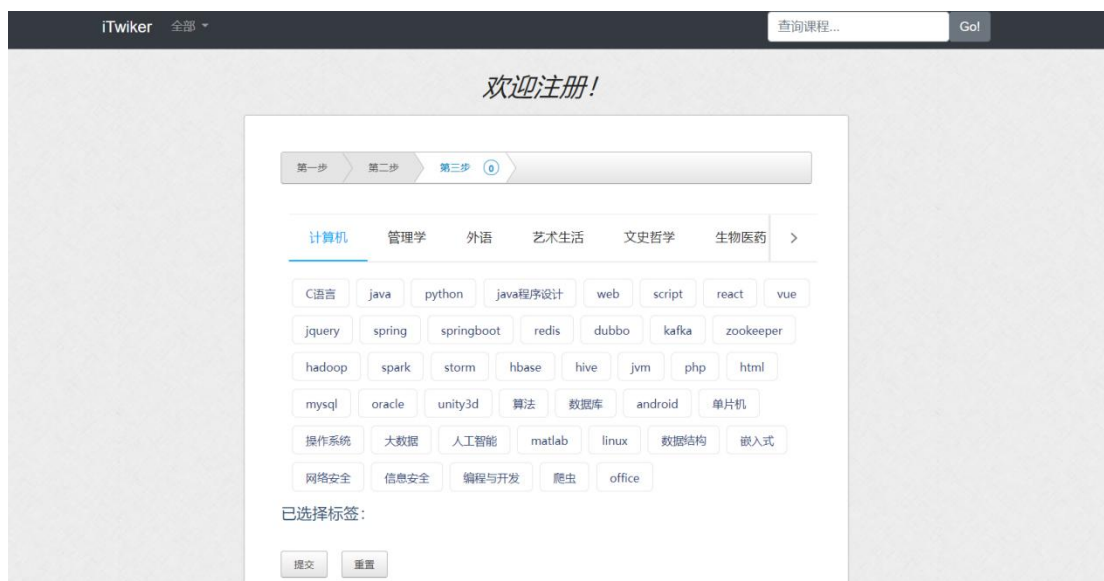 iTwiker 全部 查询课程... Go!
欢迎注册!
第一步 第二步 第三步 0
计算机 管理学 外语 艺术生活 文史哲学 生物医药
C语言 java python java程序设计 web script react vue
jquery spring springboot redis dubbo kafka zookeeper
hadoop spark storm hbase hive jvm php html
mysql oracle unity3d 算法 数据库 android 单片机
操作系统 大数据 人工智能 matlab linux 数据结构 嵌入式
网络安全 信息安全 编程与开发 爬虫 office
已选择标签:
提交 重置